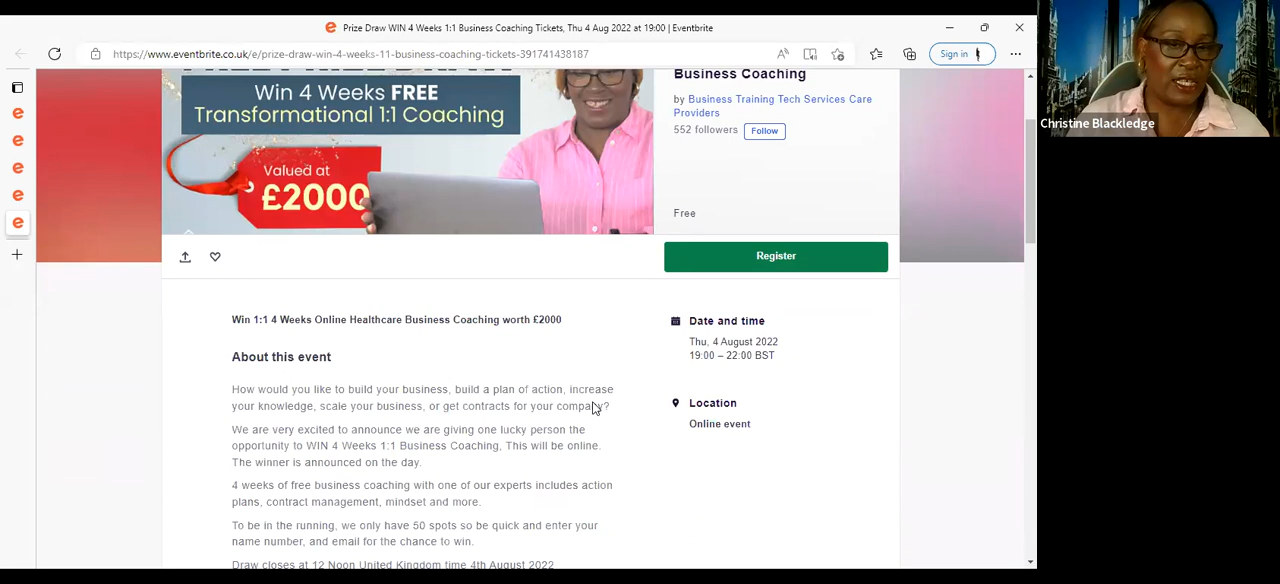 Prize Draw WIN 4 Weeks 1:1 Business Coaching Tickets, Thu 4 Aug 2022 at 19:00 | Eventbrite
https://www.eventbrite.co.uk/e/prize-draw-win-4-weeks-11-business-coaching-tickets-391741438187
Sign in
Christine Blackledge
Win 4 Weeks FREE
Transformational 1:1 Coaching
Valued at
£2000
Business Coaching
by Business Training Tech Services Care
Providers
552 followers
Follow
Free
Register
Win 1:1 4 Weeks Online Healthcare Business Coaching worth £2000
About this event
How would you like to build your business, build a plan of action, increase
your knowledge, scale your business, or get contracts for your company?
We are very excited to announce we are giving one lucky person the
opportunity to WIN 4 Weeks 1:1 Business Coaching, This will be online.
The winner is announced on the day.
4 weeks of free business coaching with one of our experts includes action
plans, contract management, mindset and more.
To be in the running, we only have 50 spots so be quick and enter your
name number, and email for the chance to win.
Draw closes at 12 Noon United Kingdom time 4th August 2022
Date and time
Thu, 4 August 2022
19:00 – 22:00 BST
Location
Online event